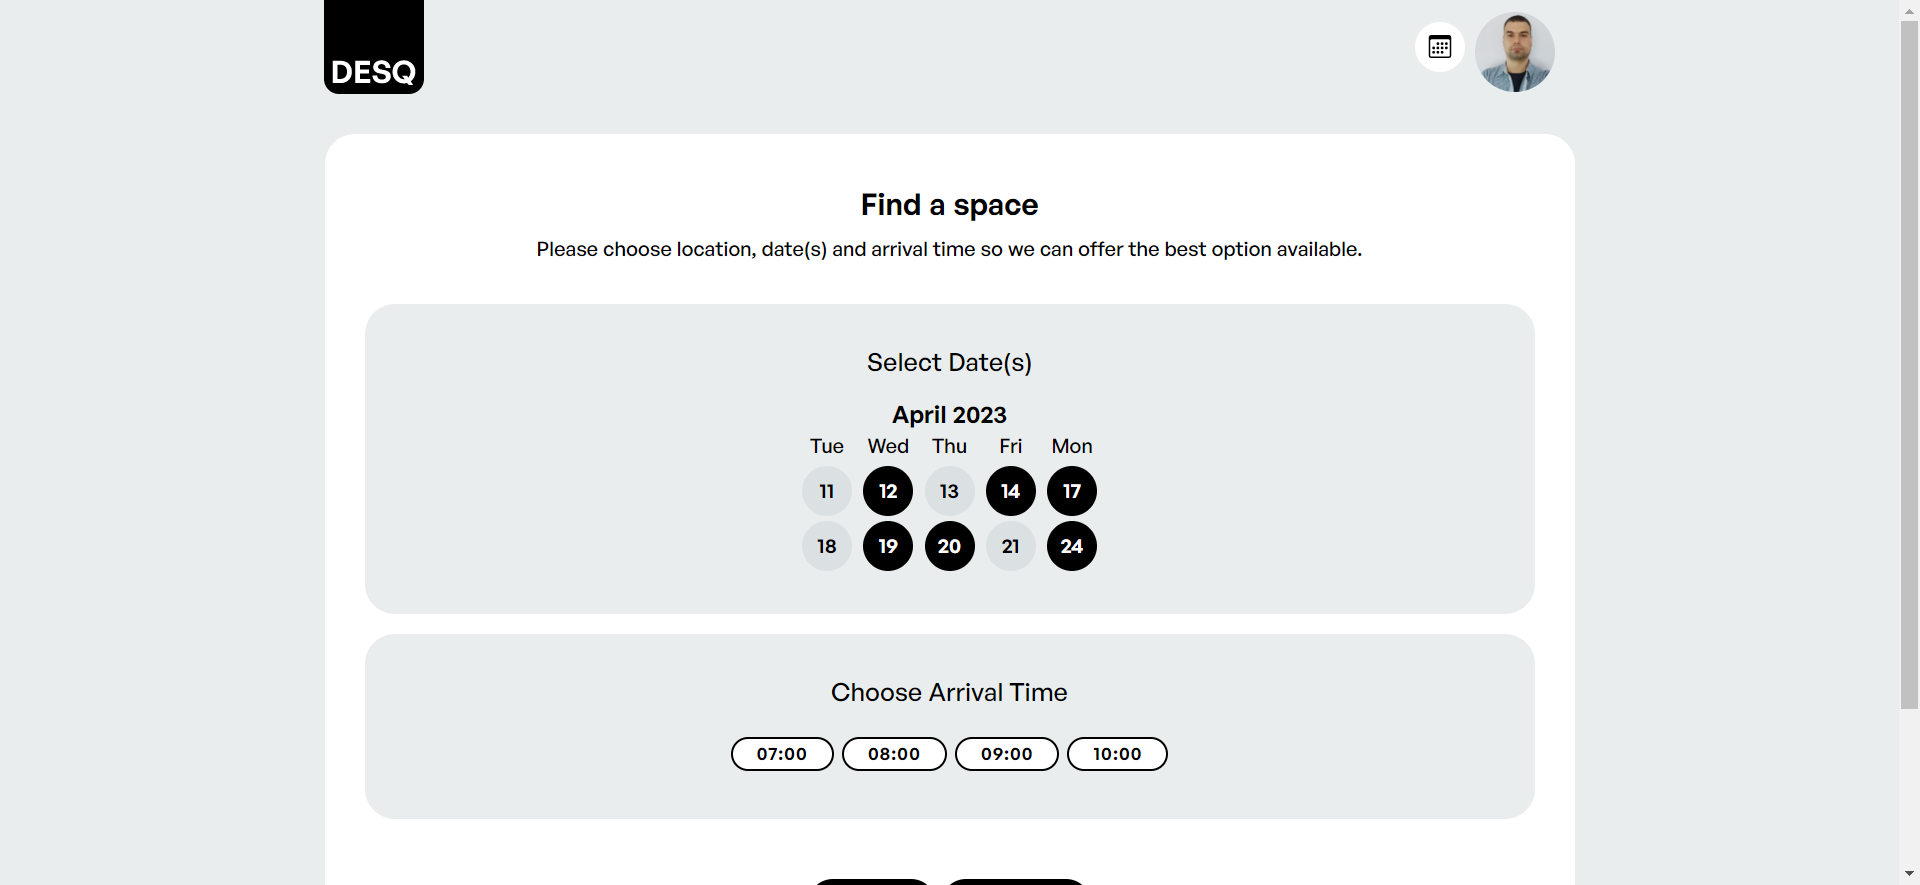 DESQ
Find a space
Please choose location, date(s) and arrival time so we can offer the best option available.
Select Date(s)
April 2023
Tue Wed Thu Fri Mon
11 12 13 14 17
18 19 20 21 24
Choose Arrival Time
07:00 08:00 09:00 10:00